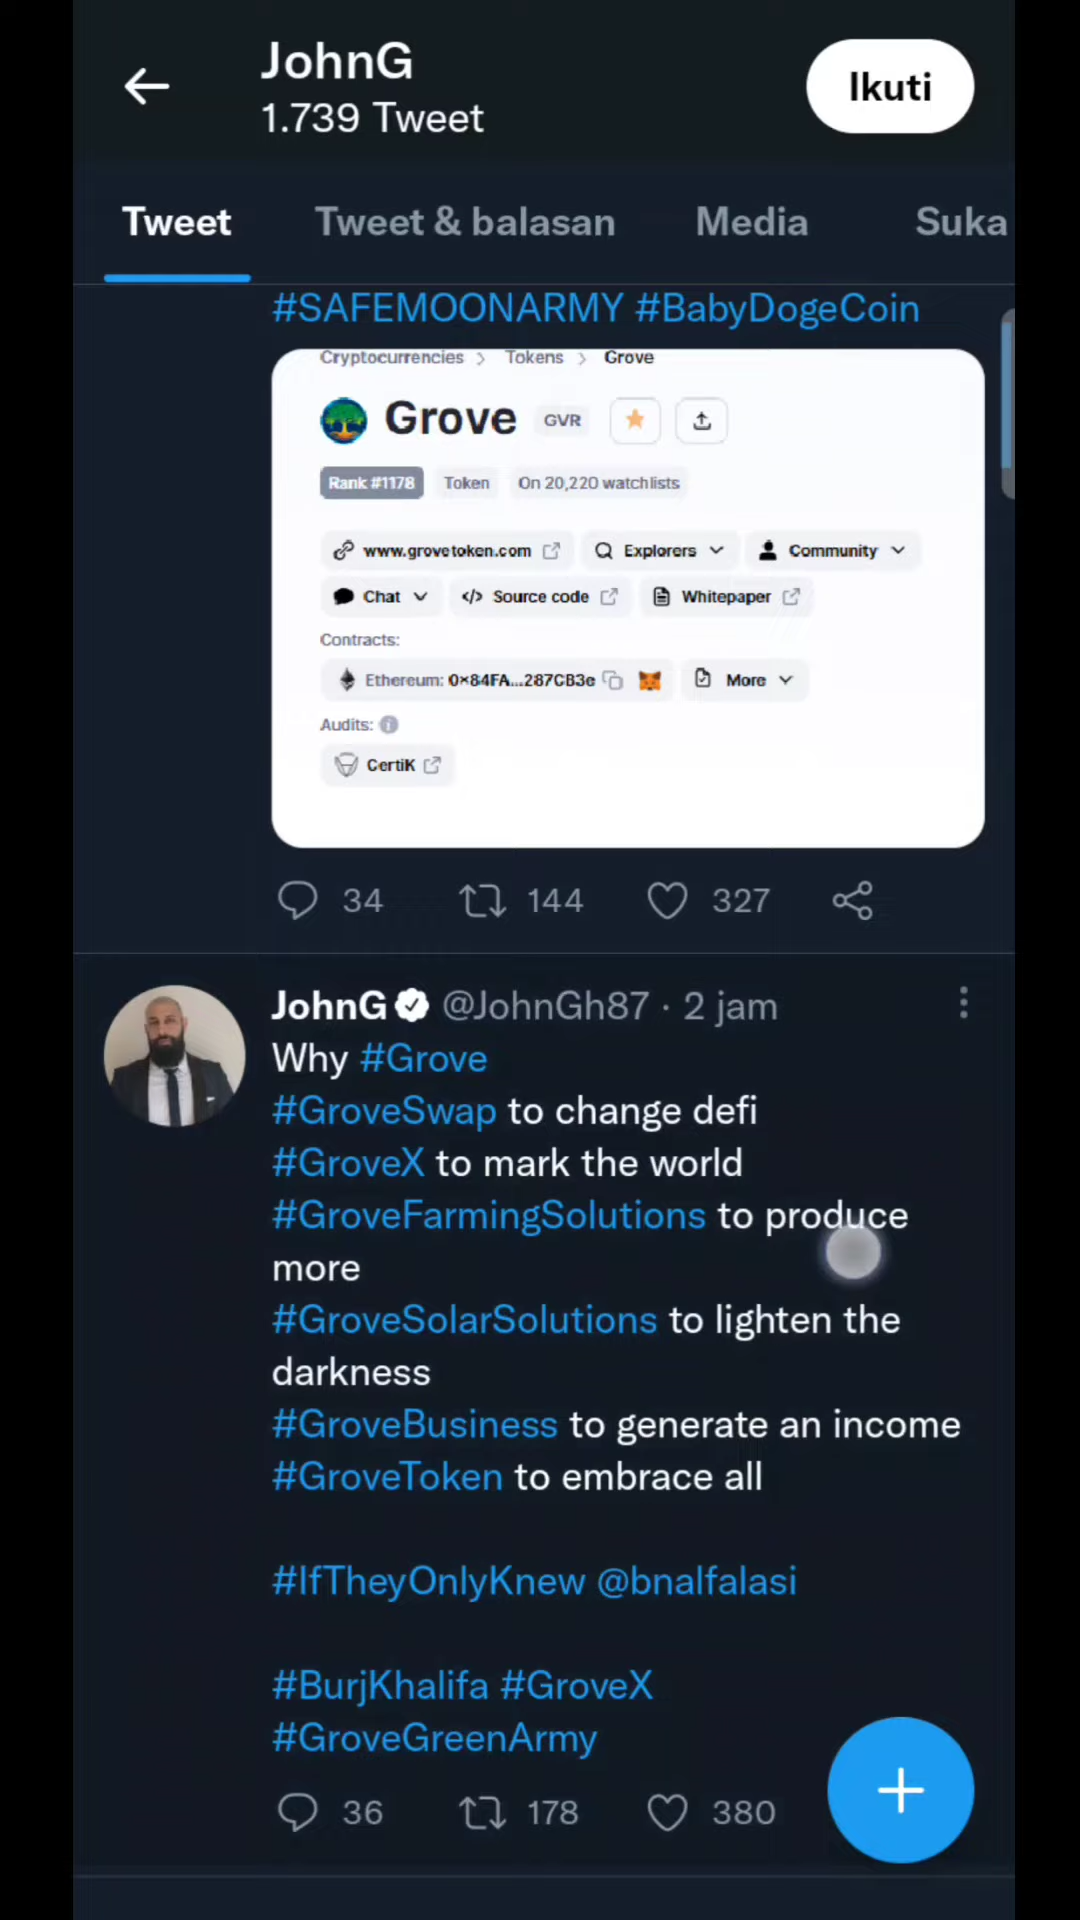 JohnG
1.739 Tweet
Ikuti
Tweet
Tweet & balasan
Media
Suka
#SAFEMOONARMY #BabyDogeCoin
Cryptocurrencies > Tokens > Grove
Grove GVR
Rank #1178 Token On 20,220 watchlists
www.grovetoken.com Explorers Community
Chat </> Source code Whitepaper
Contracts:
Ethereum: 0x84FA...287CB3e More
Audits:
CertiK
34 144 327
JohnG @JohnGh87 · 2 jam
Why #Grove
#GroveSwap to change defi
#GroveX to mark the world
#GroveFarmingSolutions to produce
more
#GroveSolarSolutions to lighten the
darkness
#GroveBusiness to generate an income
#GroveToken to embrace all
#IfTheyOnlyKnew @bnalfalasi
#BurjKhalifa #GroveX
#GroveGreenArmy
36 178 380